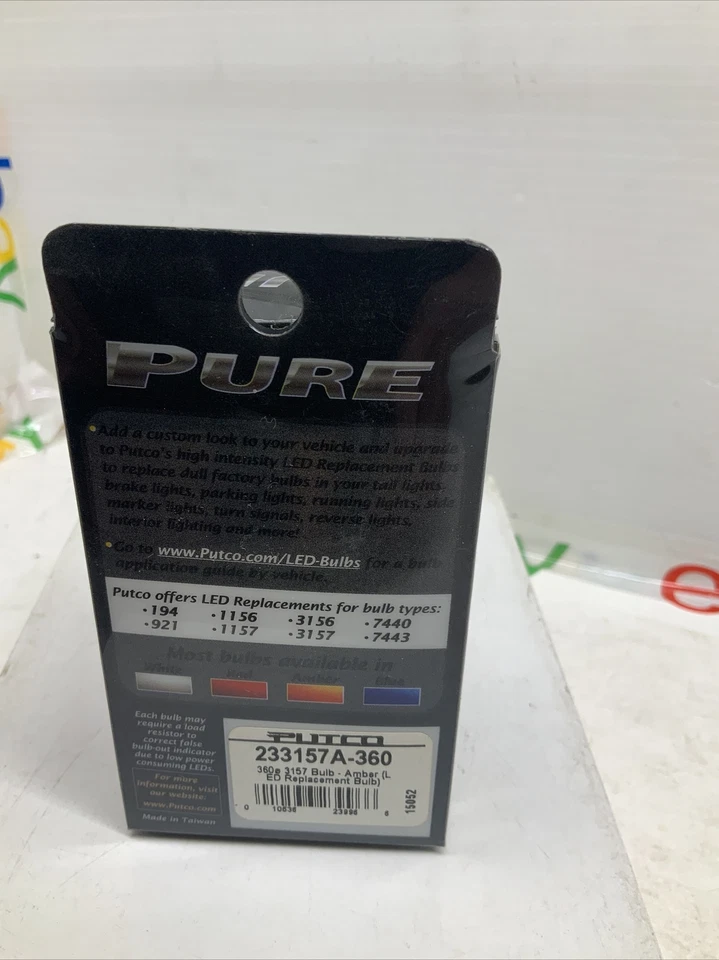 PURE
•Add a custom look to your vehicle and upgrade
to Putco's high intensity LED Replacement Bulbs
to replace dull factory bulbs in your tail lights,
brake lights, parking lights, running lights, side
marker lights, turn signals, reverse lights,
interior lighting and more!
•Go to www.Putco.com/LED-Bulbs for a bulb
application guide by vehicle.
Putco offers LED Replacements for bulb types:
•194 •1156 •3156 •7440
•921 •1157 •3157 •7443
Most bulbs available in
White Red Amber Blue
Each bulb may
require a load
resistor to
correct false
bulb-out indicator
due to low power
consuming LEDs.
For more
information, visit
our website.
www.Putco.com
Made in Taiwan
PUTCO
233157A-360
360ø 3157 Bulb - Amber (L
ED Replacement Bulb)
0 10536 23996 8
15052
e